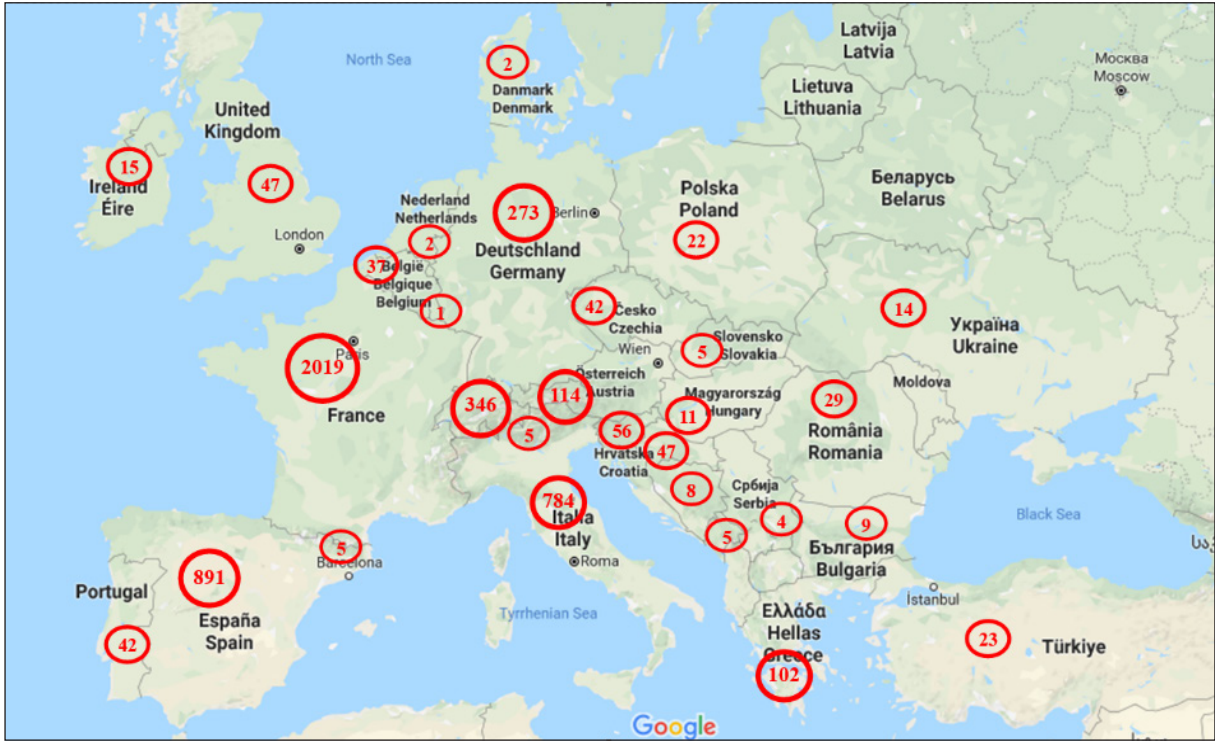 Latvija
Latvia
Москва
Moscow
North Sea
2
Danmark
Denmark
Lietuva
Lithuania
United
Kingdom
15
Ireland
Éire
47
Беларусь
Belarus
Polska
Poland
22
Nederland
Netherlands
2
273
Berlin
Deutschland
Germany
London
37
België
Belgique
Belgium
1
42
Česko
Czechia
14
Україна
Ukraine
Slovensko
Slovakia
5
Wien
Paris
2019
France
Österreich
Austria
114
346
5
Magyarország
Hungary
11
Moldova
29
România
Romania
56
47
Hrvatska
Croatia
8
Србија
Serbia
4
5
9
България
Bulgaria
784
Italia
Italy
Roma
Black Sea
5
Barcelona
891
España
Spain
Portugal
42
Tyrrhenian Sea
İstanbul
Ελλάδα
Hellas
Greece
102
23
Türkiye
Google